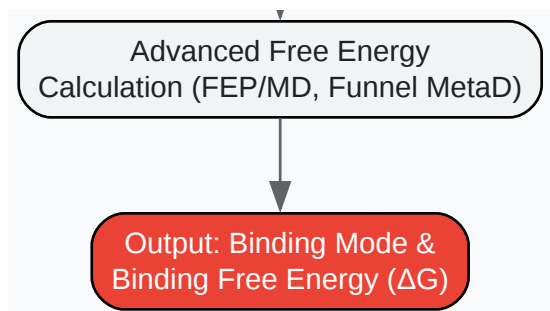 Advanced Free Energy
Calculation (FEP/MD, Funnel MetaD)
Output: Binding Mode &
Binding Free Energy (ΔG)